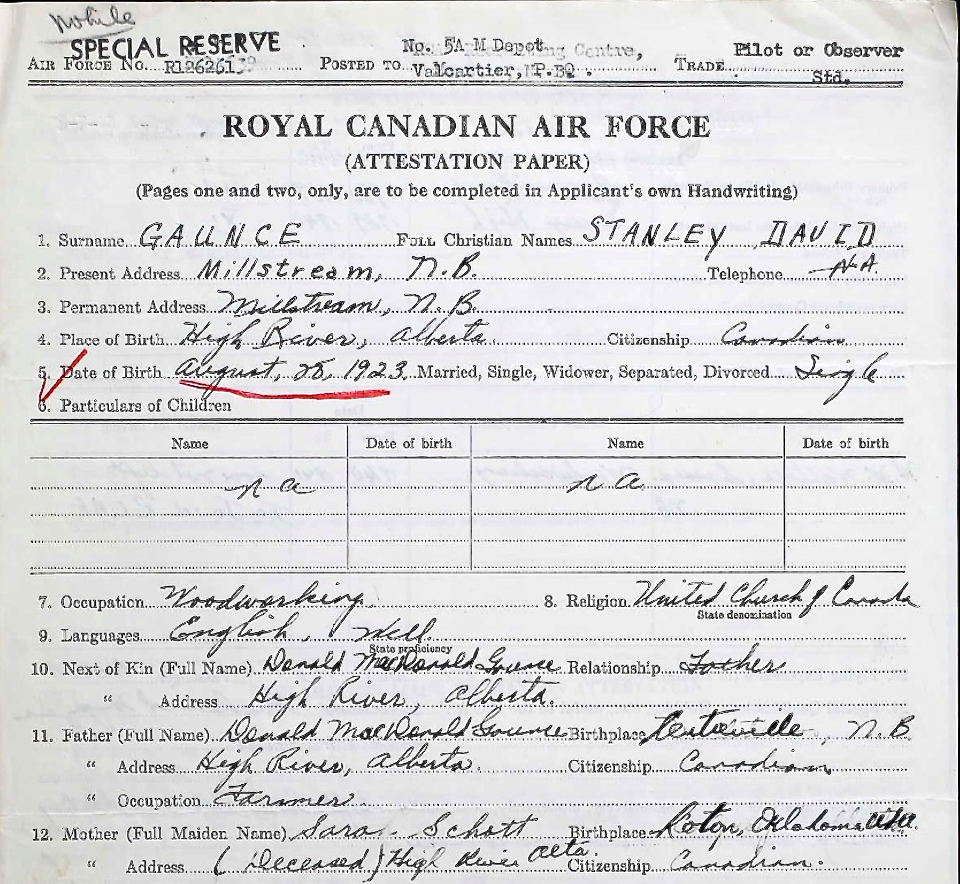 Mobile
SPECIAL RESERVE
AIR FORCE No. R126261 POSTED TO No. 5A M Depot Centre, Valcartier, P.Q. TRADE Pilot or Observer Std.
ROYAL CANADIAN AIR FORCE
(ATTESTATION PAPER)
(Pages one and two, only, are to be completed in Applicant's own Handwriting)
1. Surname GAUNCE FULL Christian Names STANLEY DAVID
2. Present Address Millstream, N.B. Telephone N.A.
3. Permanent Address Millstream, N.B.
4. Place of Birth High River, Alberta Citizenship Canadian
5. Date of Birth August, 28, 1923 Married, Single, Widower, Separated, Divorced Single
6. Particulars of Children
Name Date of birth Name Date of birth
n a n a
7. Occupation Woodworking 8. Religion United Church of Canada
State denomination
9. Languages English, Well
State proficiency
10. Next of Kin (Full Name) Donald MacDonald Gaunce Relationship Father
" Address High River, Alberta.
11. Father (Full Name) Donald MacDonald Gaunce Birthplace Centreville, N.B.
" Address High River, Alberta. Citizenship Canadian
" Occupation Farmer
12. Mother (Full Maiden Name) Sara Schott Birthplace Oklahoma
" Address (Deceased) High River Alta. Citizenship Canadian.